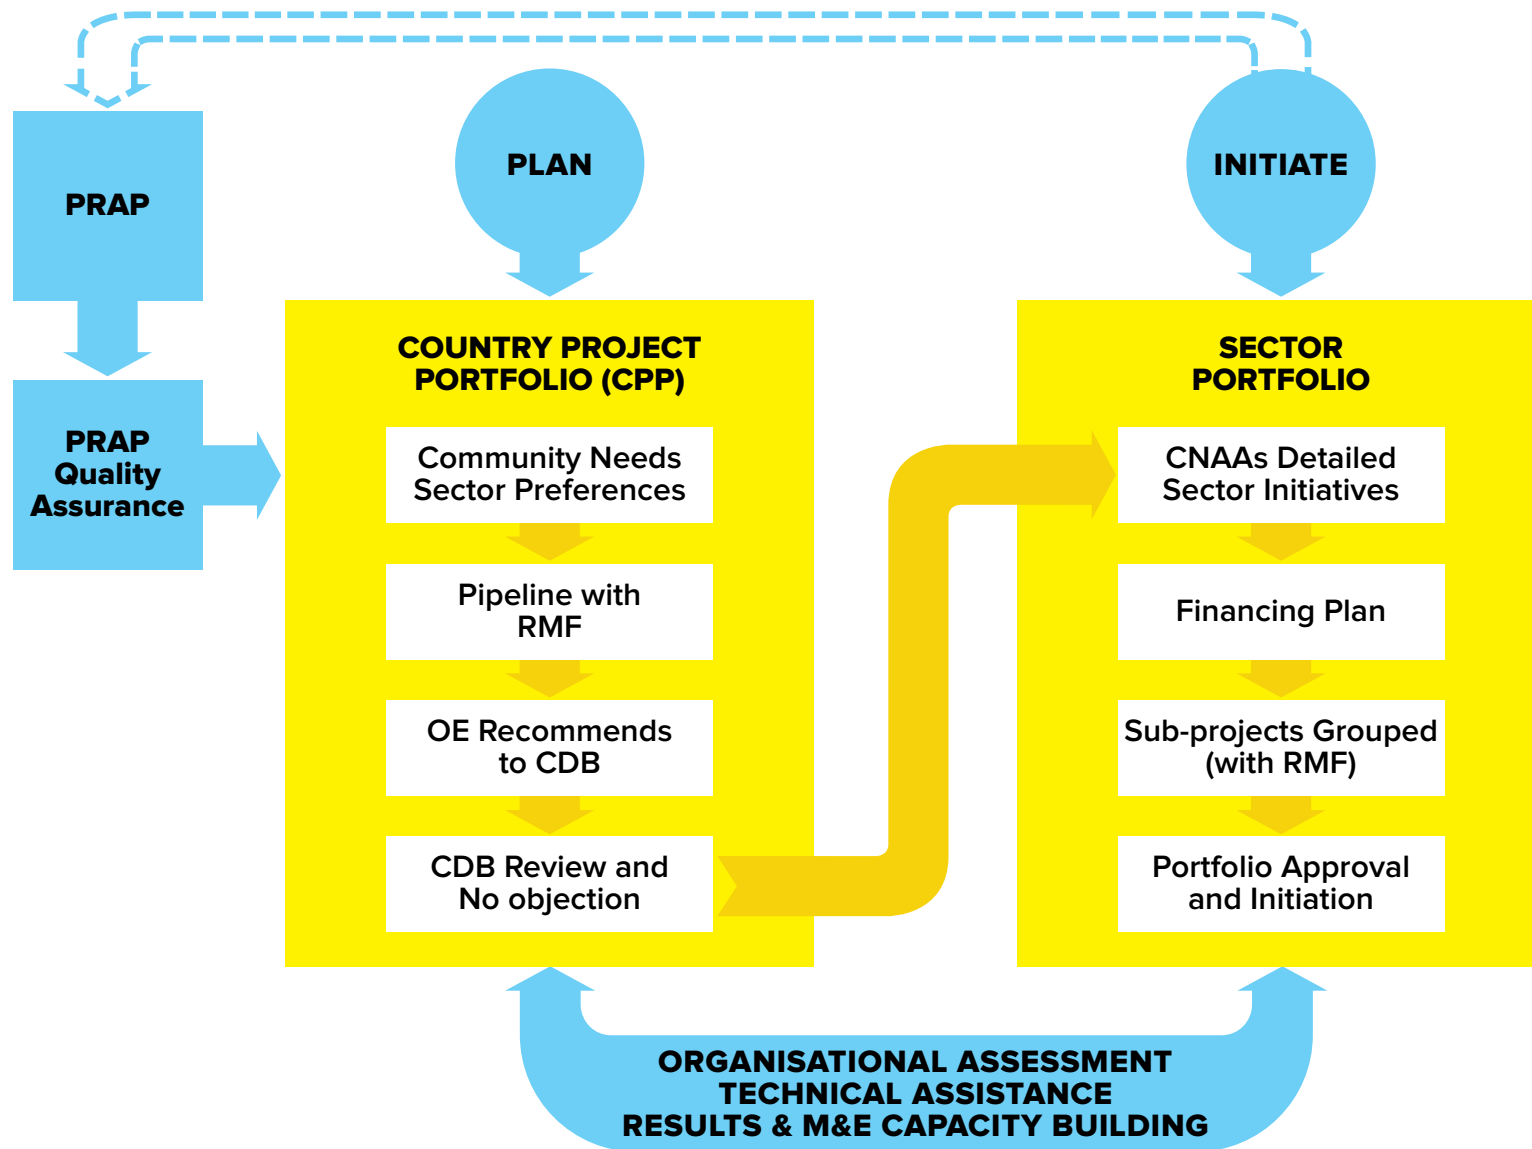 PRAP
PRAP
Quality
Assurance
PLAN
COUNTRY PROJECT
PORTFOLIO (CPP)
Community Needs
Sector Preferences
Pipeline with
RMF
OE Recommends
to CDB
CDB Review and
No objection
INITIATE
SECTOR
PORTFOLIO
CNAAs Detailed
Sector Initiatives
Financing Plan
Sub-projects Grouped
(with RMF)
Portfolio Approval
and Initiation
ORGANISATIONAL ASSESSMENT
TECHNICAL ASSISTANCE
RESULTS & M&E CAPACITY BUILDING